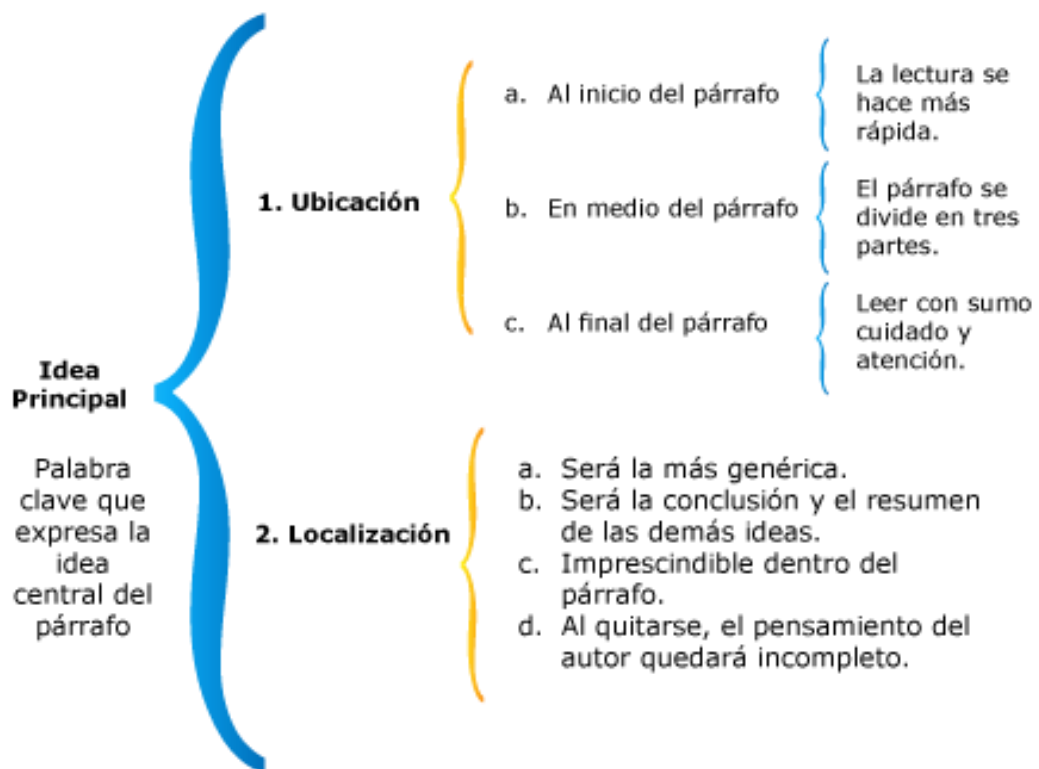 Idea
Principal
Palabra
clave que
expresa la
idea
central del
párrafo
1. Ubicación
a. Al inicio del párrafo
La lectura se
hace más
rápida.
b. En medio del párrafo
El párrafo se
divide en tres
partes.
c. Al final del párrafo
Leer con sumo
cuidado y
atención.
2. Localización
a. Será la más genérica.
b. Será la conclusión y el resumen
de las demás ideas.
c. Imprescindible dentro del
párrafo.
d. Al quitarse, el pensamiento del
autor quedará incompleto.